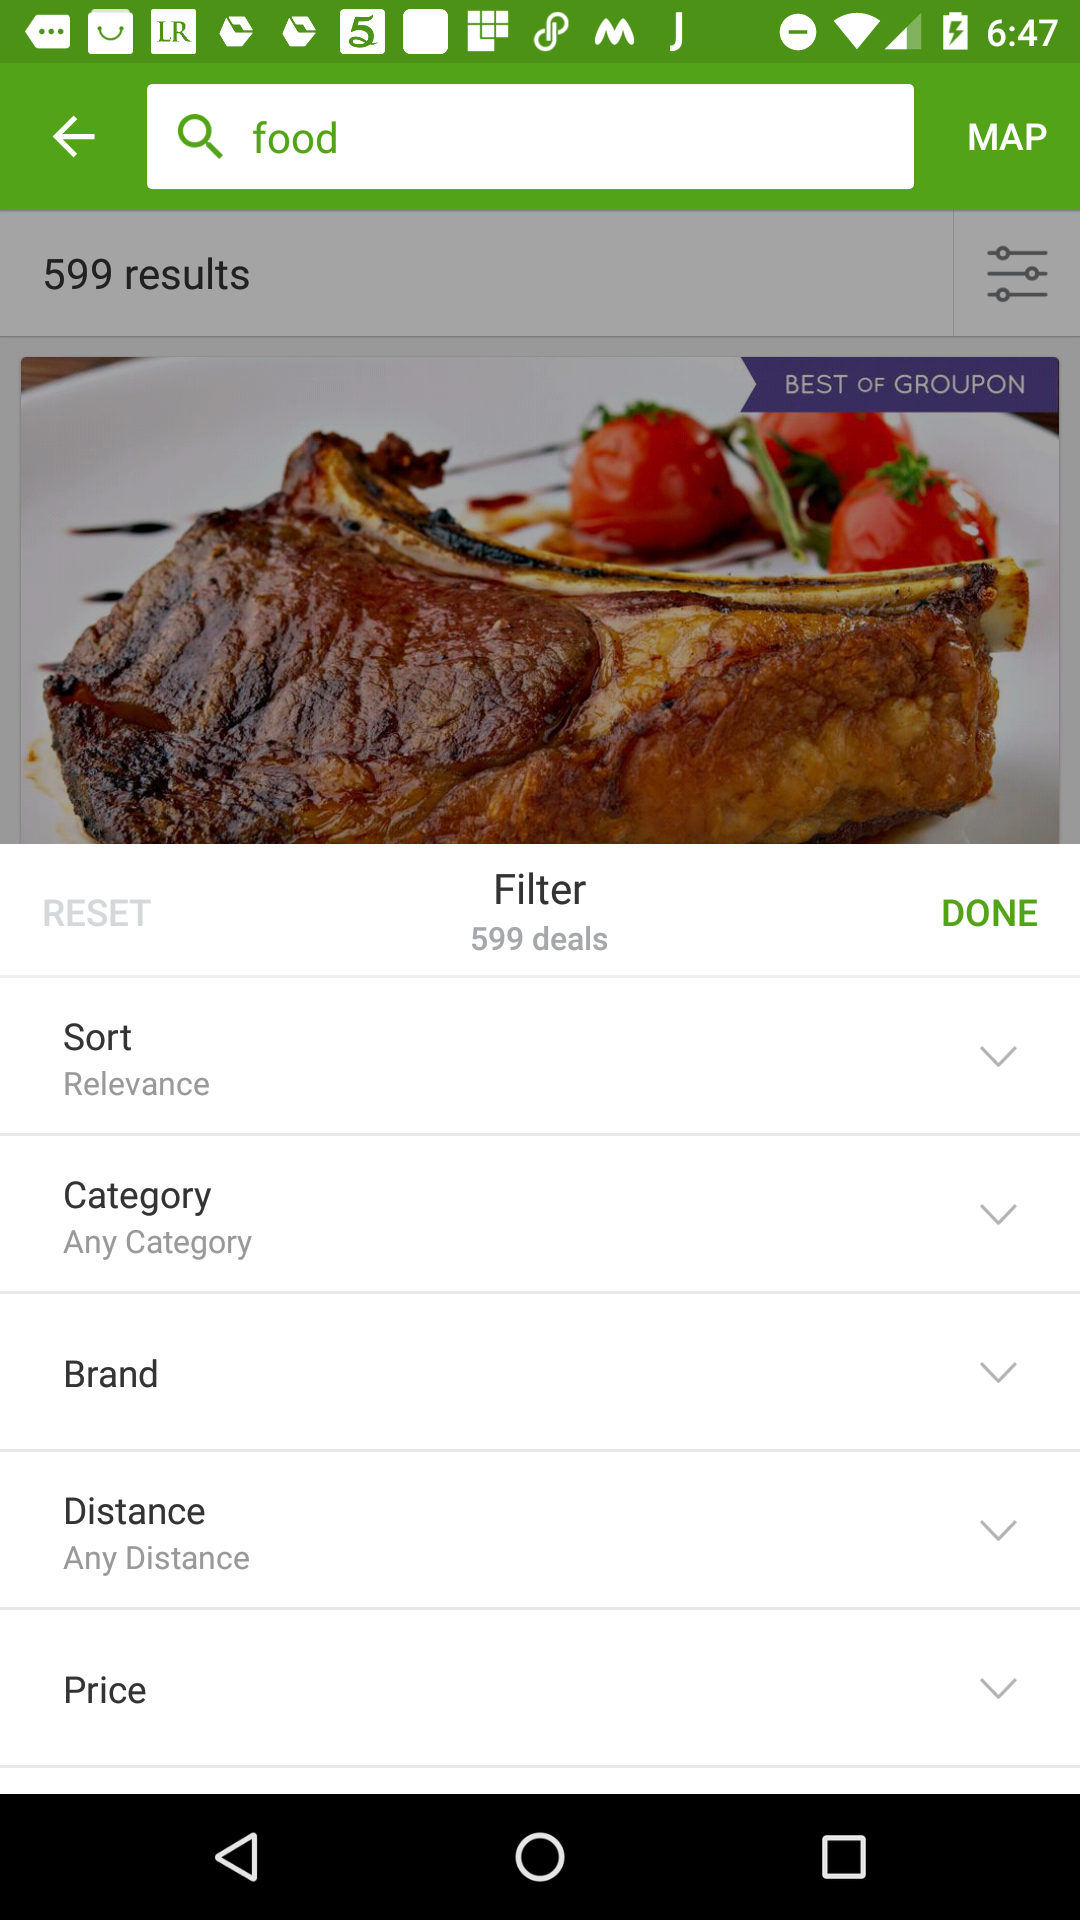 LR 5 6:47
food
MAP
599 results
BEST OF GROUPON
Filter
RESET
599 deals
DONE
Sort
Relevance
Category
Any Category
Brand
Distance
Any Distance
Price